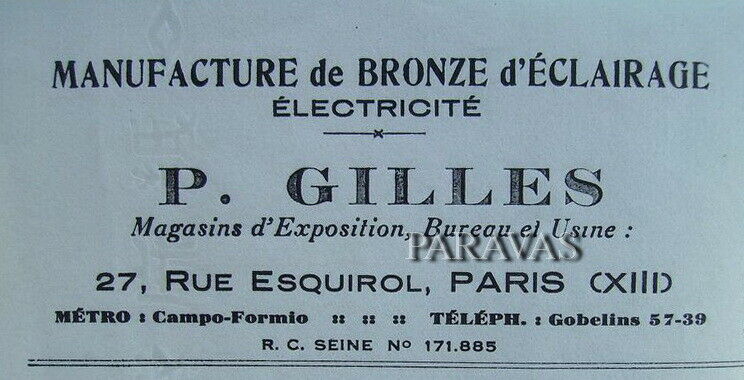 MANUFACTURE de BRONZE d'ÉCLAIRAGE
ÉLECTRICITÉ
P. GILLES
Magasins d'Exposition, Bureau et Usine :
PARAVAS
27, RUE ESQUIROL, PARIS (XIII)
MÉTRO : Campo-Formio :: :: :: TÉLÉPH. : Gobelins 57-39
R. C. SEINE No 171.885